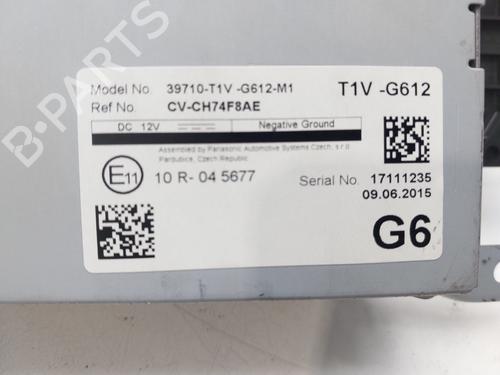 B-PARTS
Model No. 39710-T1V -G612-M1 T1V -G612
Ref No. CV-CH74F8AE
DC 12V Negative Ground
Assembled by Panasonic Automotive Systems Czech, s.r.o.
Pardubice, Czech Republic
E11 10 R- 04 5677 Serial No. 17111235
09.06.2015
G6